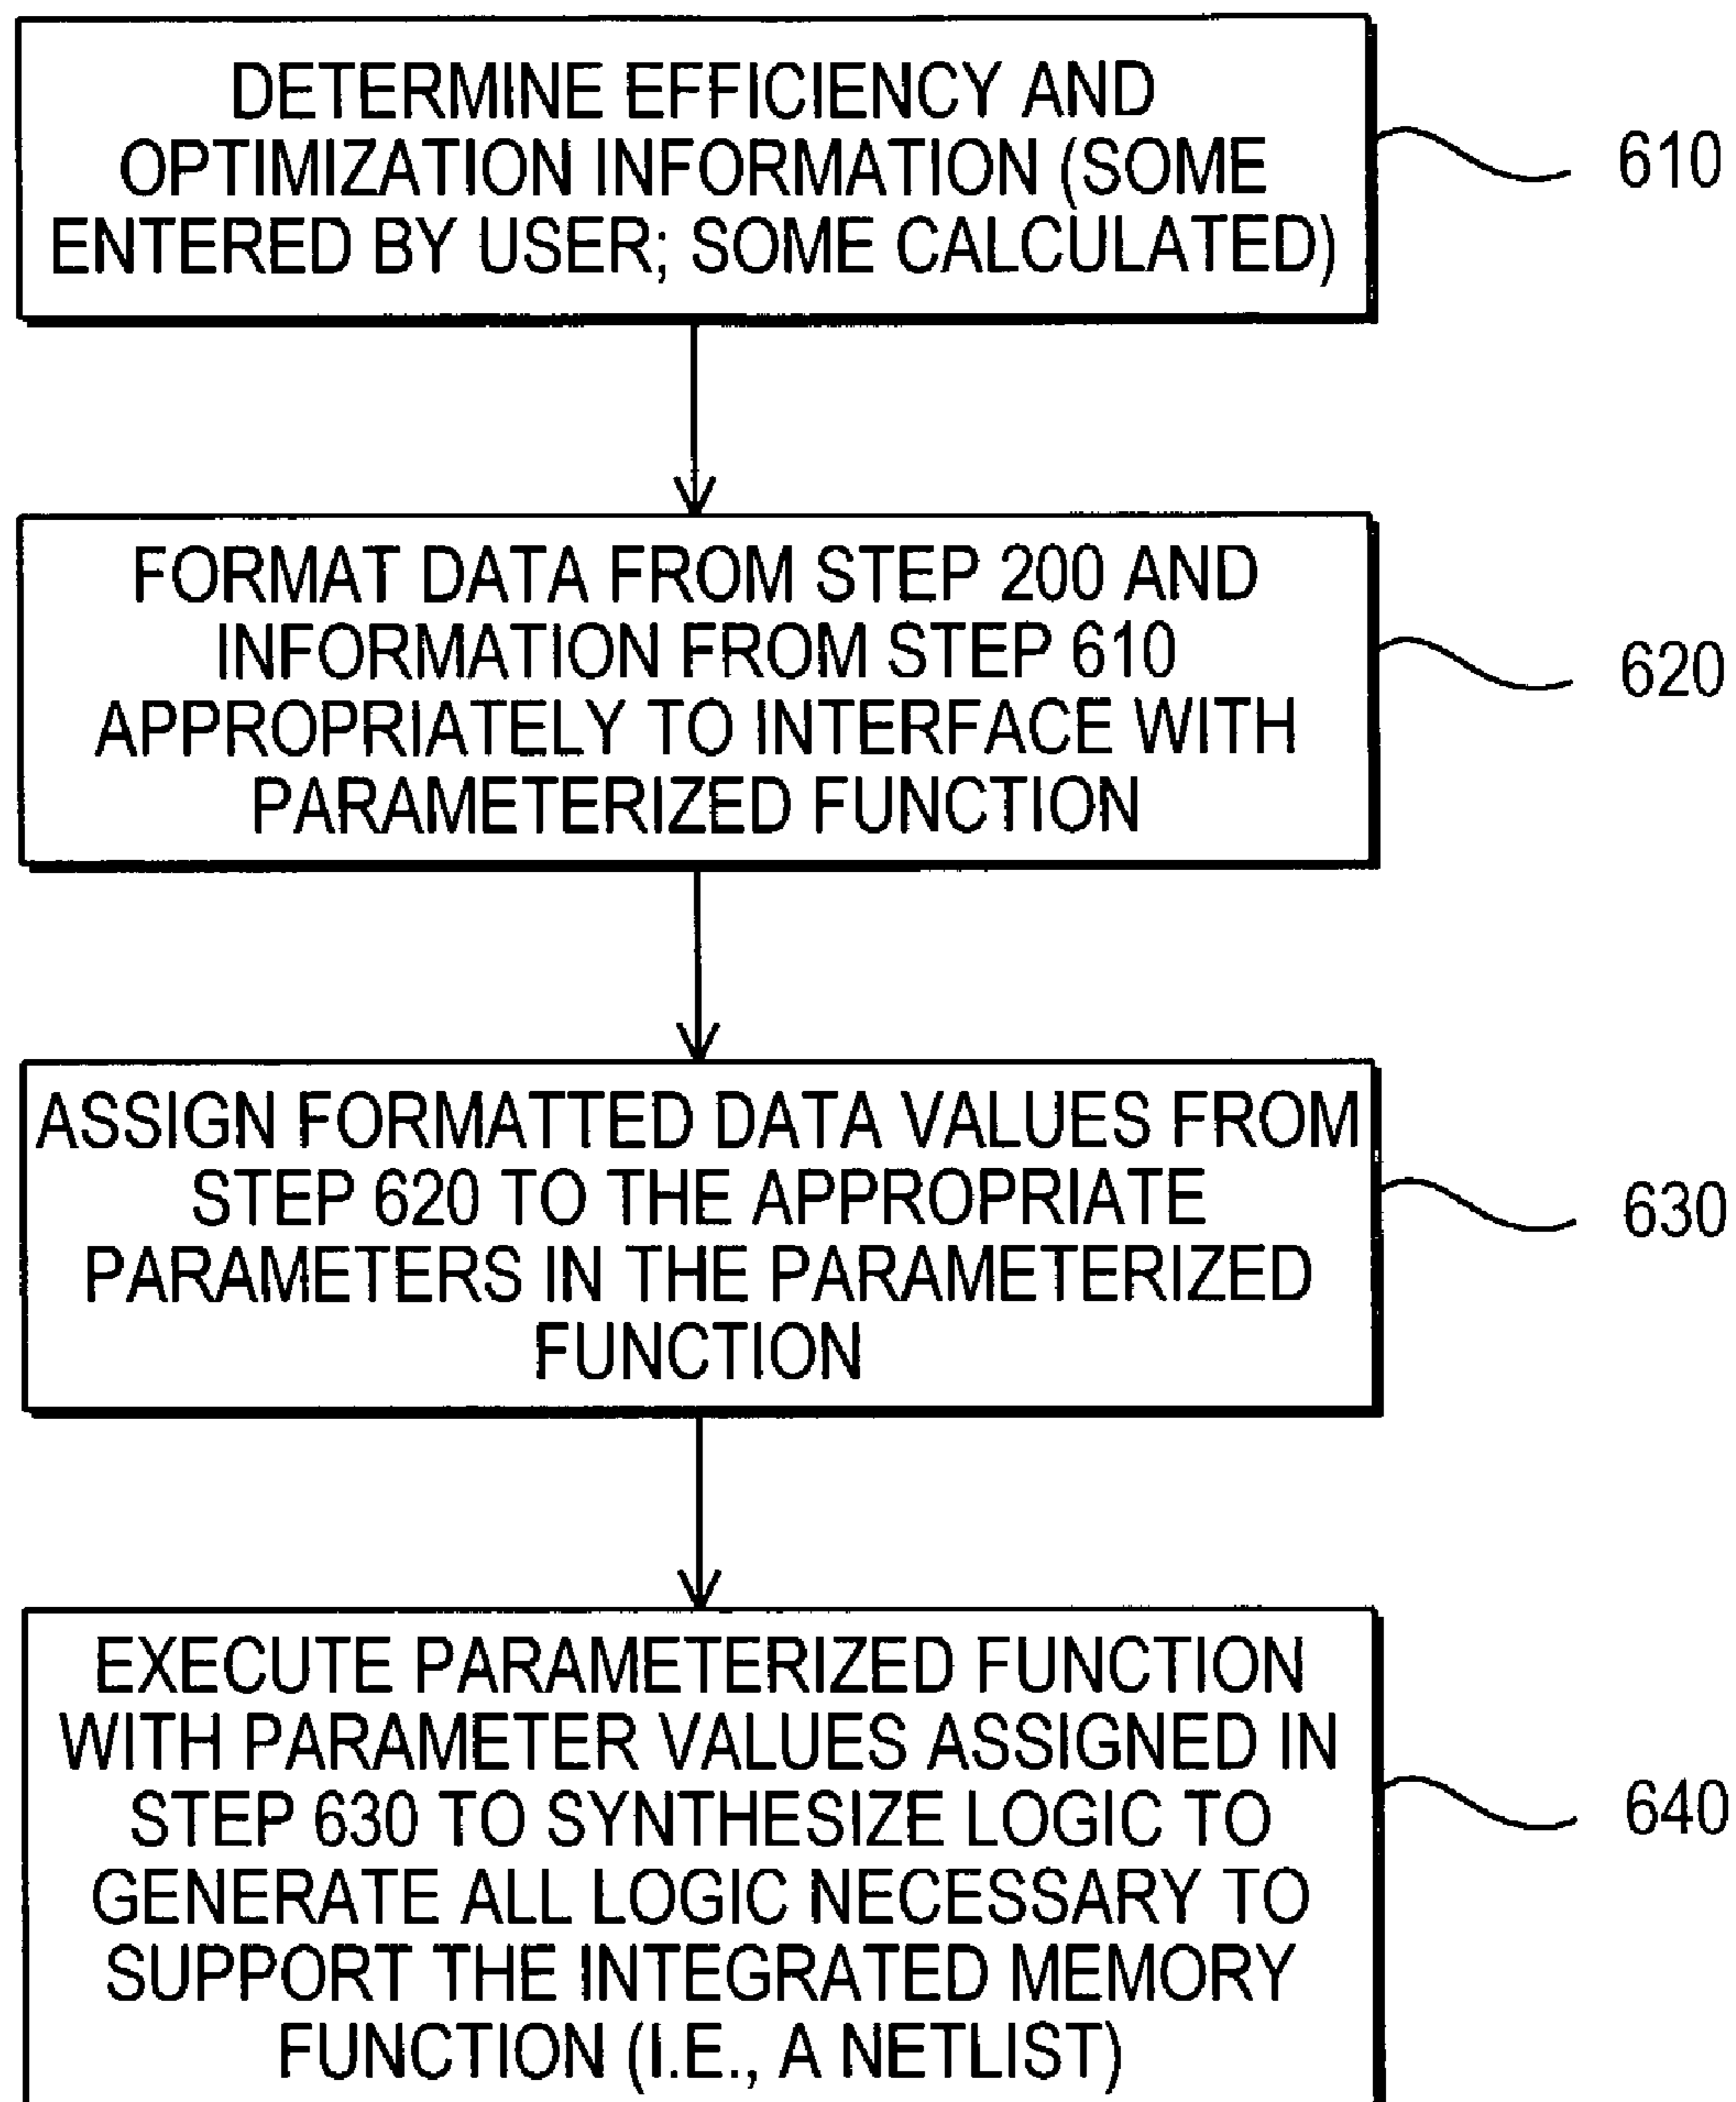 DETERMINE EFFICIENCY AND
OPTIMIZATION INFORMATION (SOME
ENTERED BY USER; SOME CALCULATED)
610
FORMAT DATA FROM STEP 200 AND
INFORMATION FROM STEP 610
APPROPRIATELY TO INTERFACE WITH
PARAMETERIZED FUNCTION
620
ASSIGN FORMATTED DATA VALUES FROM
STEP 620 TO THE APPROPRIATE
PARAMETERS IN THE PARAMETERIZED
FUNCTION
630
EXECUTE PARAMETERIZED FUNCTION
WITH PARAMETER VALUES ASSIGNED IN
STEP 630 TO SYNTHESIZE LOGIC TO
GENERATE ALL LOGIC NECESSARY TO
SUPPORT THE INTEGRATED MEMORY
FUNCTION (I.E., A NETLIST)
640